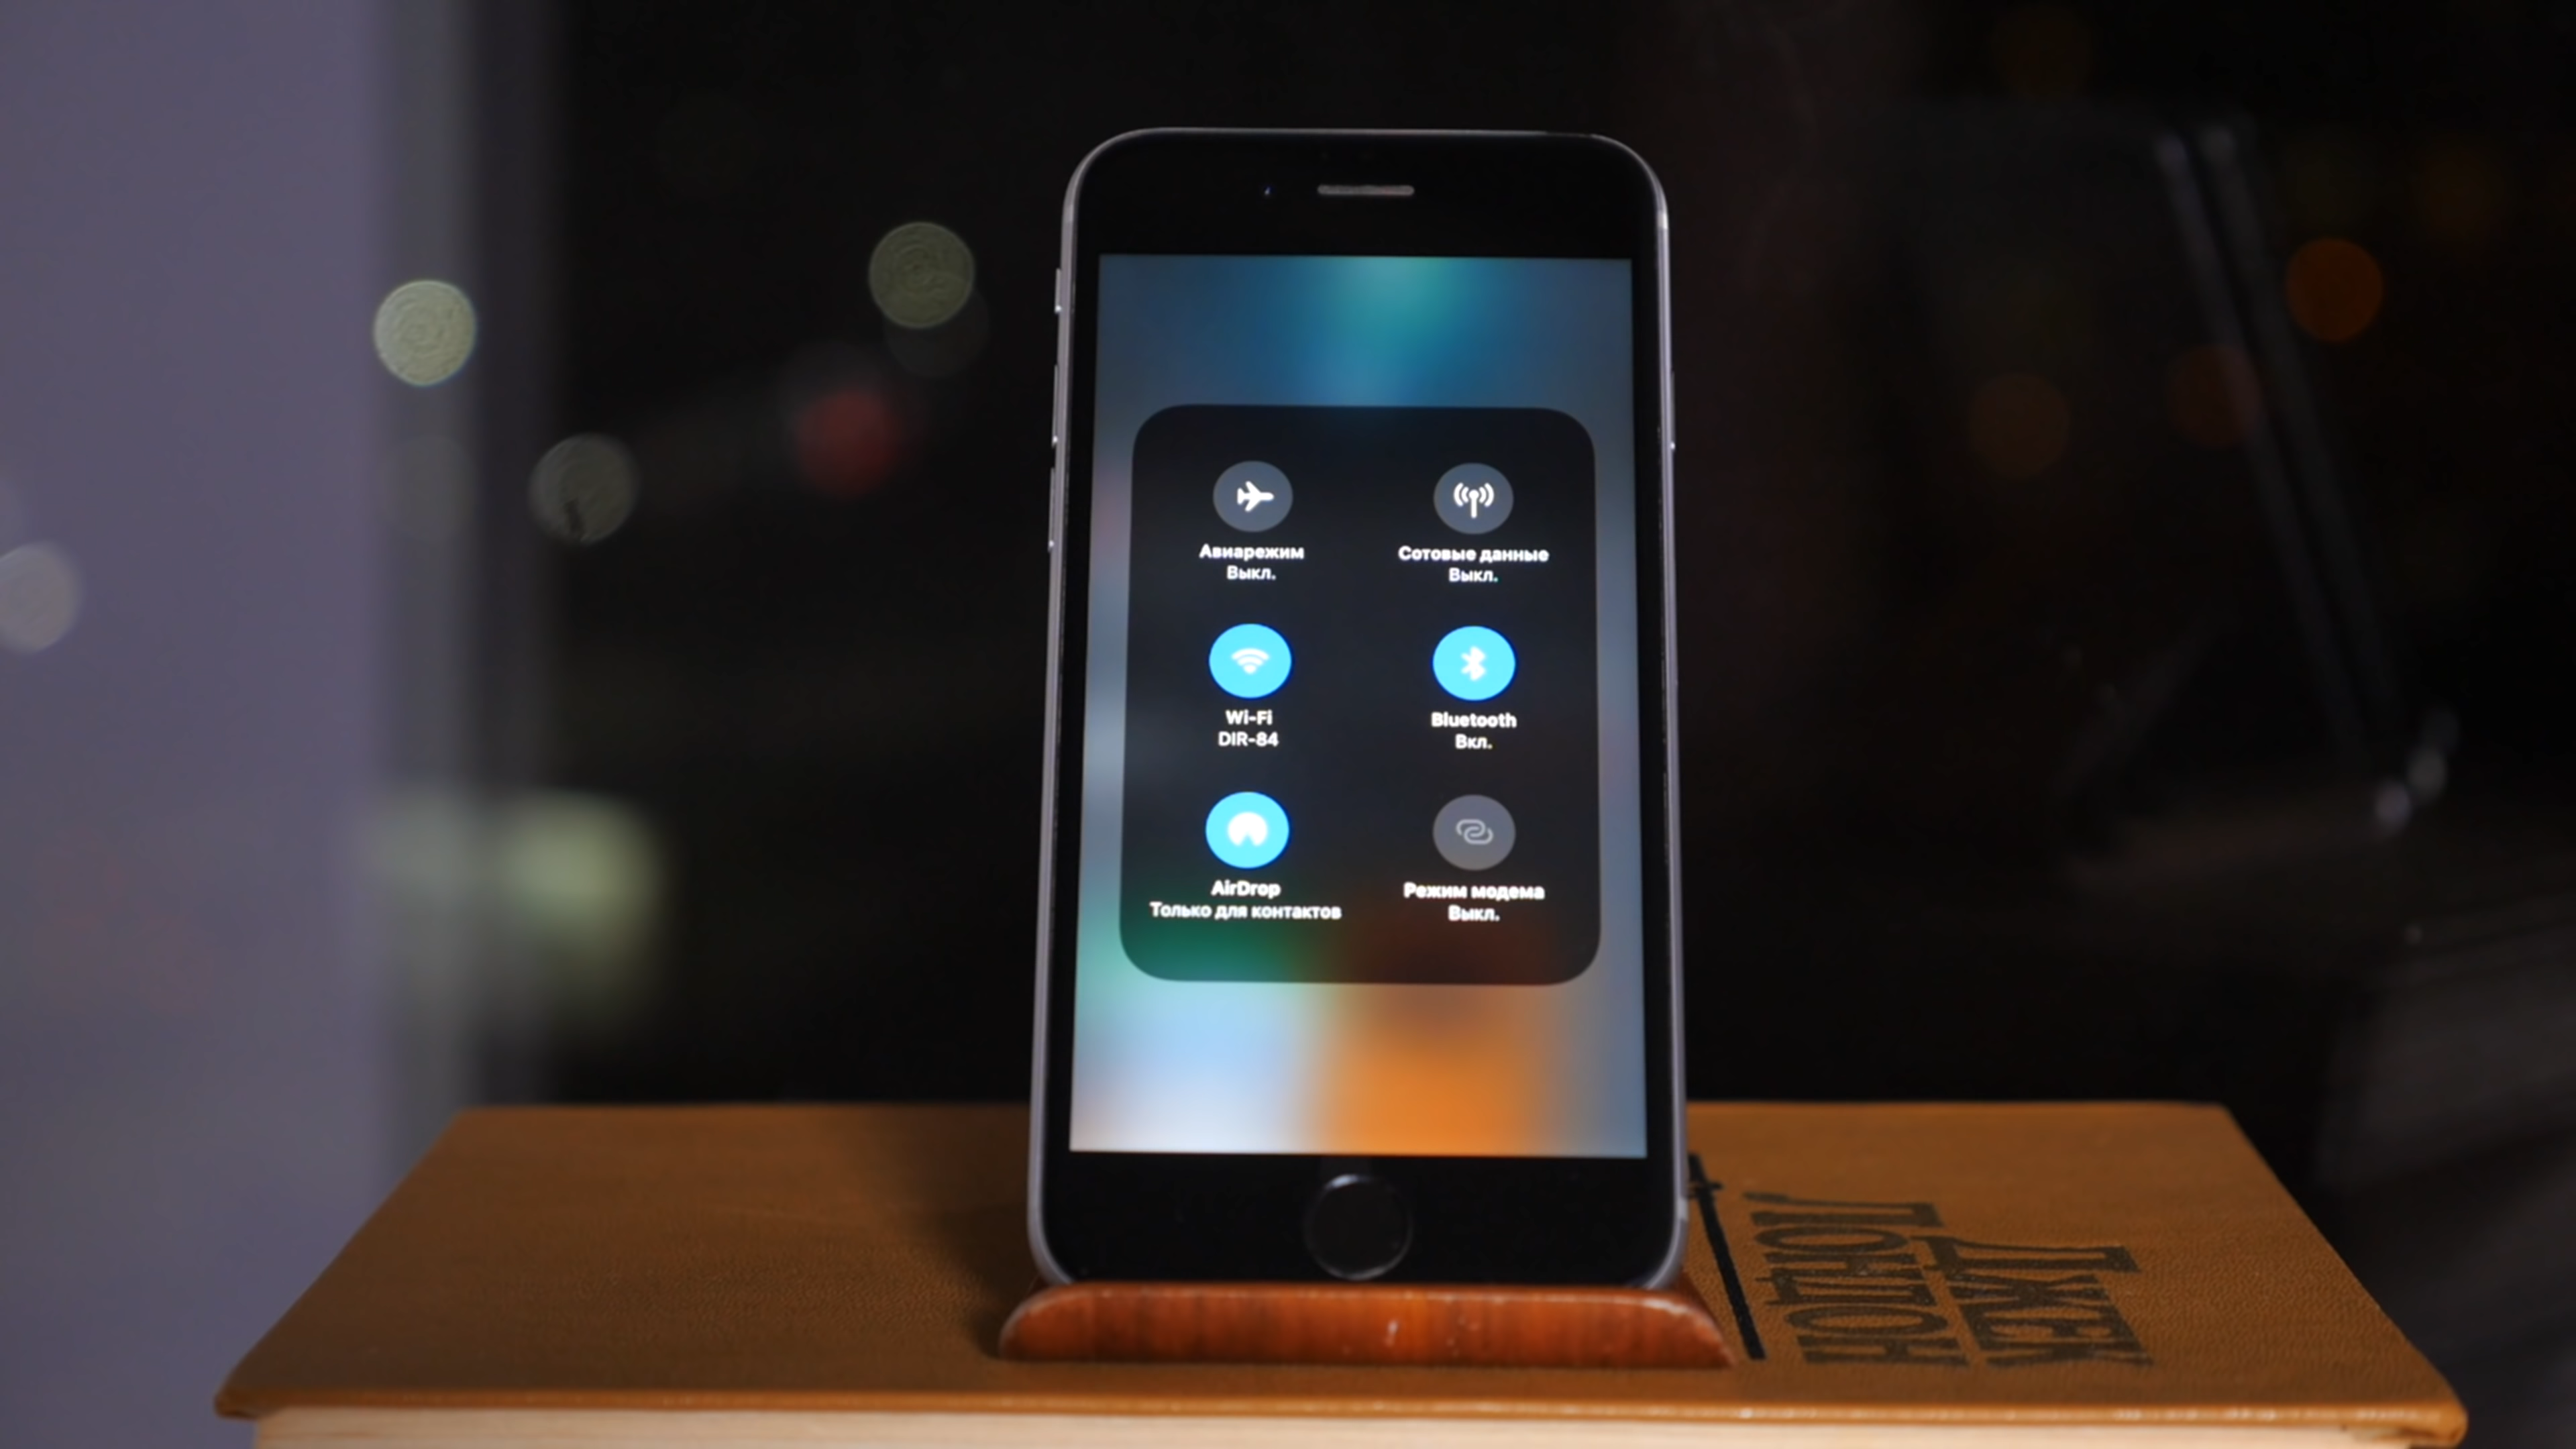 Авиарежим
Выкл.
Сотовые данные
Выкл.
Wi-Fi
DIR-84
Bluetooth
Вкл.
AirDrop
Только для контактов
Режим модема
Выкл.
ДЖЕК
ЛОНДОН